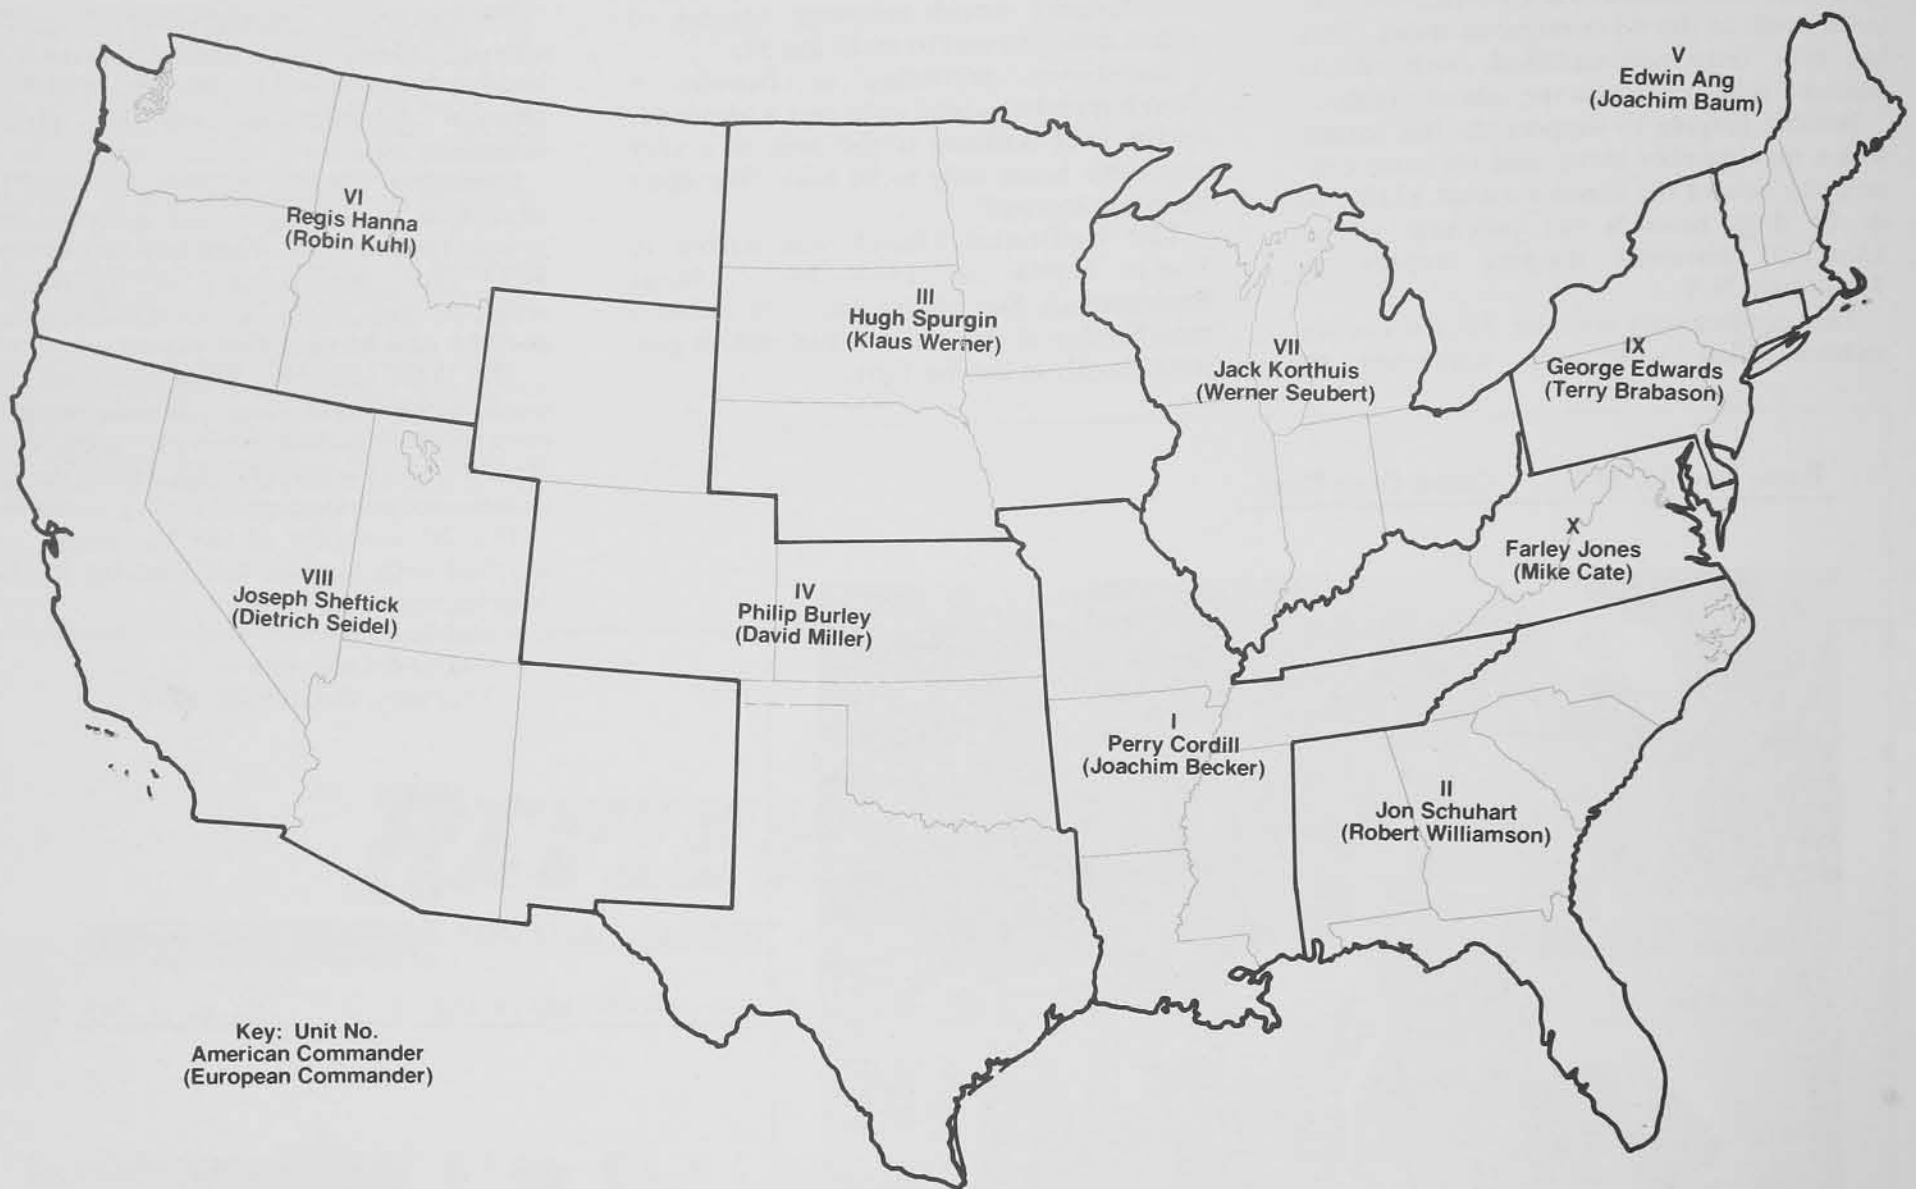 V
Edwin Ang
(Joachim Baum)
VI
Regis Hanna
(Robin Kuhl)
III
Hugh Spurgin
(Klaus Werner)
VII
Jack Korthuis
(Werner Seubert)
IX
George Edwards
(Terry Brabason)
X
Farley Jones
(Mike Cate)
VIII
Joseph Sheftick
(Dietrich Seidel)
IV
Philip Burley
(David Miller)
I
Perry Cordill
(Joachim Becker)
II
Jon Schuhart
(Robert Williamson)
Key: Unit No.
American Commander
(European Commander)